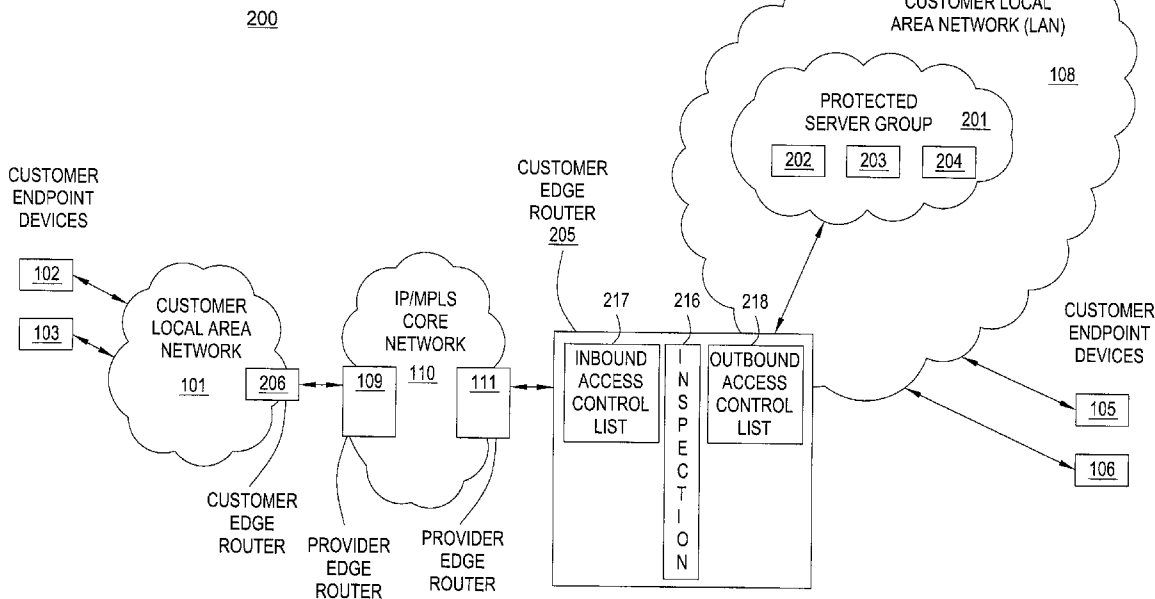 200
CUSTOMER LOCAL
AREA NETWORK (LAN)
108
PROTECTED
SERVER GROUP
201
202
203
204
CUSTOMER
EDGE
ROUTER
205
CUSTOMER
ENDPOINT
DEVICES
102
103
CUSTOMER
LOCAL AREA
NETWORK
101
206
IP/MPLS
CORE
NETWORK
109
110
111
217
216
218
INBOUND
ACCESS
CONTROL
LIST
I
N
S
P
E
C
T
I
O
N
OUTBOUND
ACCESS
CONTROL
LIST
CUSTOMER
ENDPOINT
DEVICES
105
106
CUSTOMER
EDGE
ROUTER
PROVIDER
EDGE
ROUTER
PROVIDER
EDGE
ROUTER